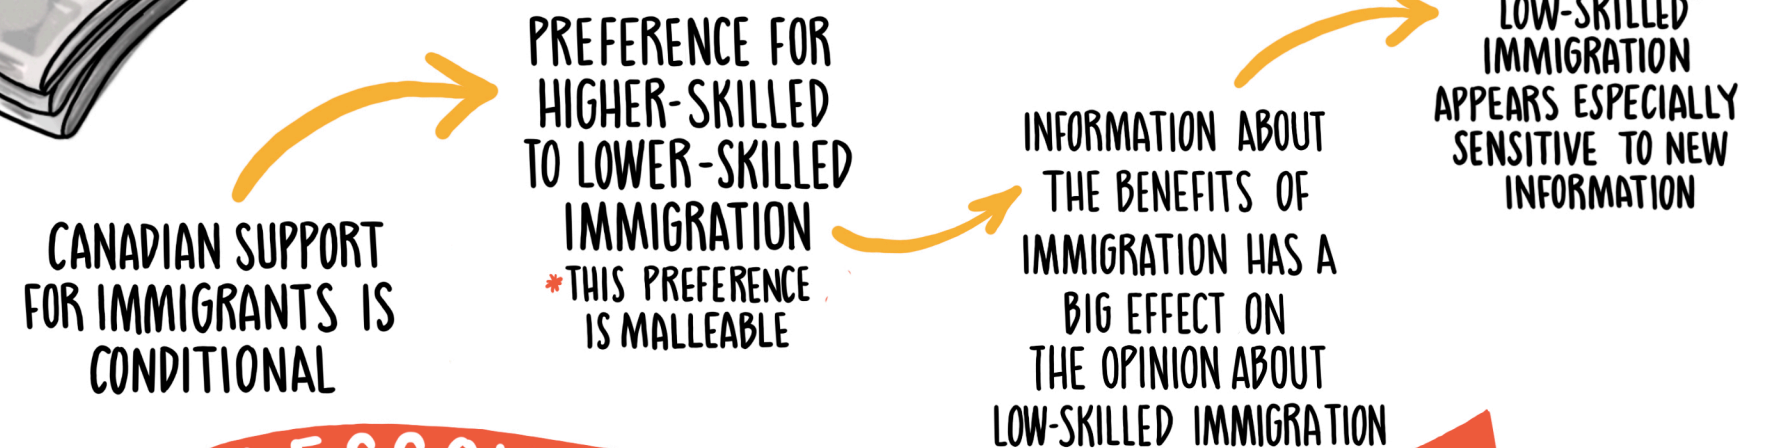 CANADIAN SUPPORT
FOR IMMIGRANTS IS
CONDITIONAL
PREFERENCE FOR
HIGHER-SKILLED
TO LOWER-SKILLED
IMMIGRATION
*THIS PREFERENCE
IS MALLEABLE
INFORMATION ABOUT
THE BENEFITS OF
IMMIGRATION HAS A
BIG EFFECT ON
THE OPINION ABOUT
LOW-SKILLED IMMIGRATION
LOW-SKILLED
IMMIGRATION
APPEARS ESPECIALLY
SENSITIVE TO NEW
INFORMATION